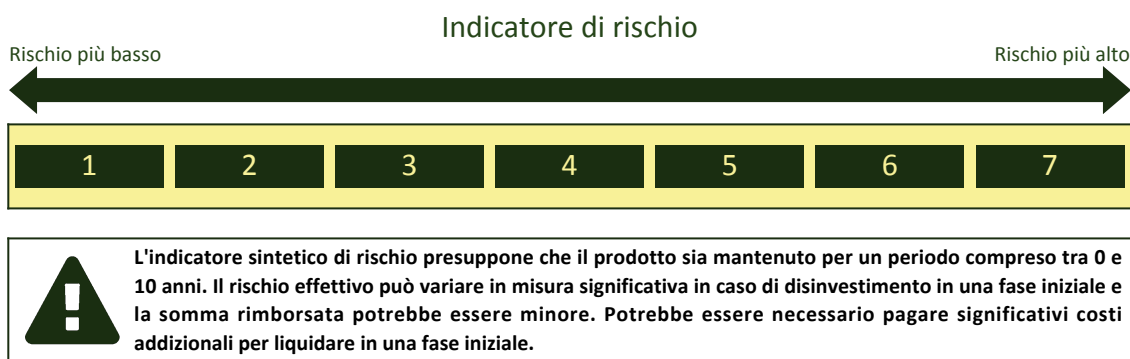 Indicatore di rischio
Rischio più basso
Rischio più alto
1 2 3 4 5 6 7
L'indicatore sintetico di rischio presuppone che il prodotto sia mantenuto per un periodo compreso tra 0 e
10 anni. Il rischio effettivo può variare in misura significativa in caso di disinvestimento in una fase iniziale e
la somma rimborsata potrebbe essere minore. Potrebbe essere necessario pagare significativi costi
addizionali per liquidare in una fase iniziale.